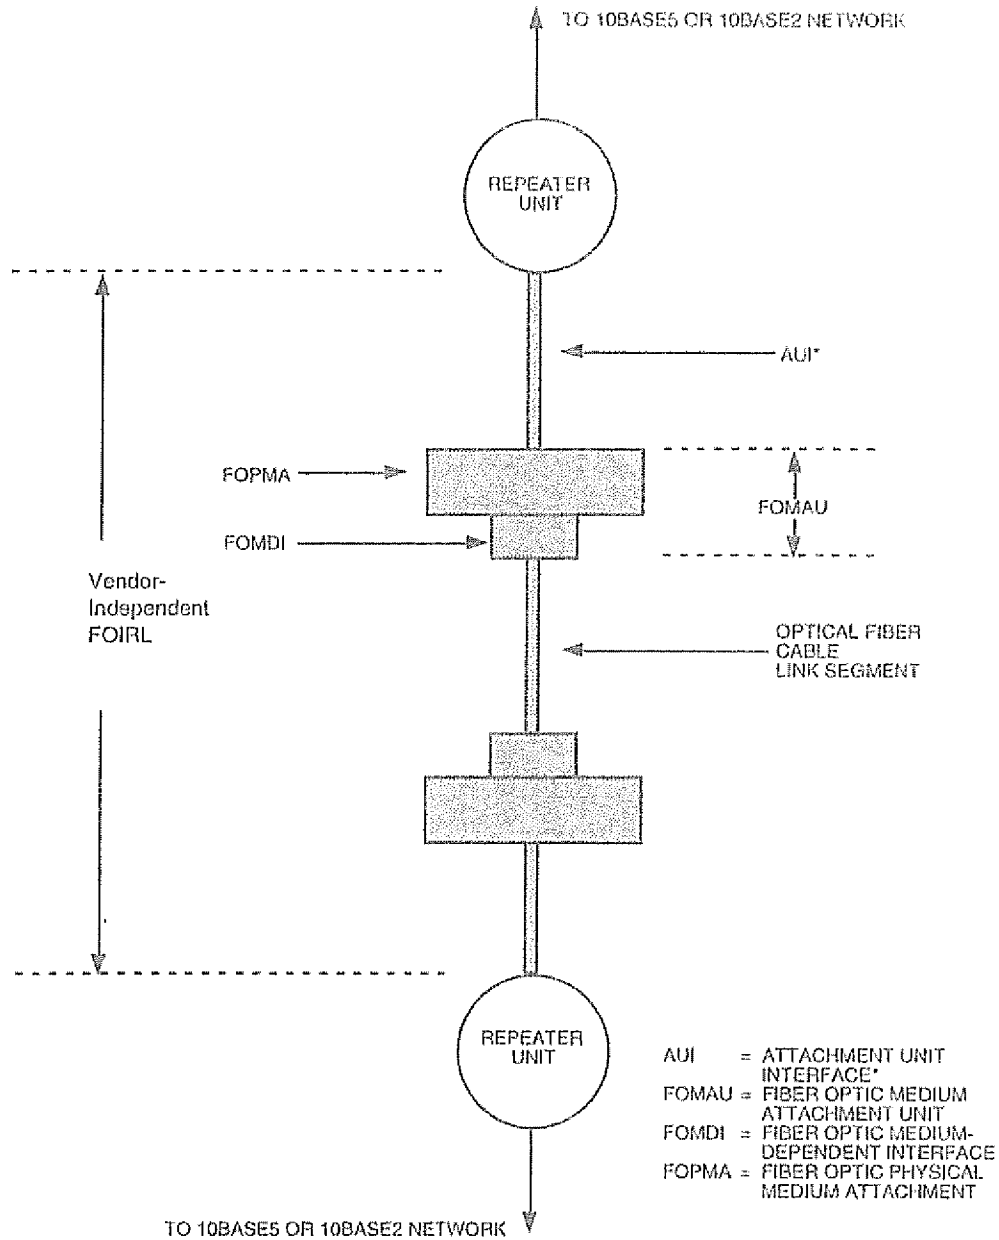 TO 10BASE5 OR 10BASE2 NETWORK
REPEATER
UNIT
AUI*
FOPMA
FOMAU
FOMDI
Vendor-
Independent
FOIRL
OPTICAL FIBER
CABLE
LINK SEGMENT
REPEATER
UNIT
AUI = ATTACHMENT UNIT
INTERFACE*
FOMAU = FIBER OPTIC MEDIUM
ATTACHMENT UNIT
FOMDI = FIBER OPTIC MEDIUM-
DEPENDENT INTERFACE
FOPMA = FIBER OPTIC PHYSICAL
MEDIUM ATTACHMENT
TO 10BASE5 OR 10BASE2 NETWORK